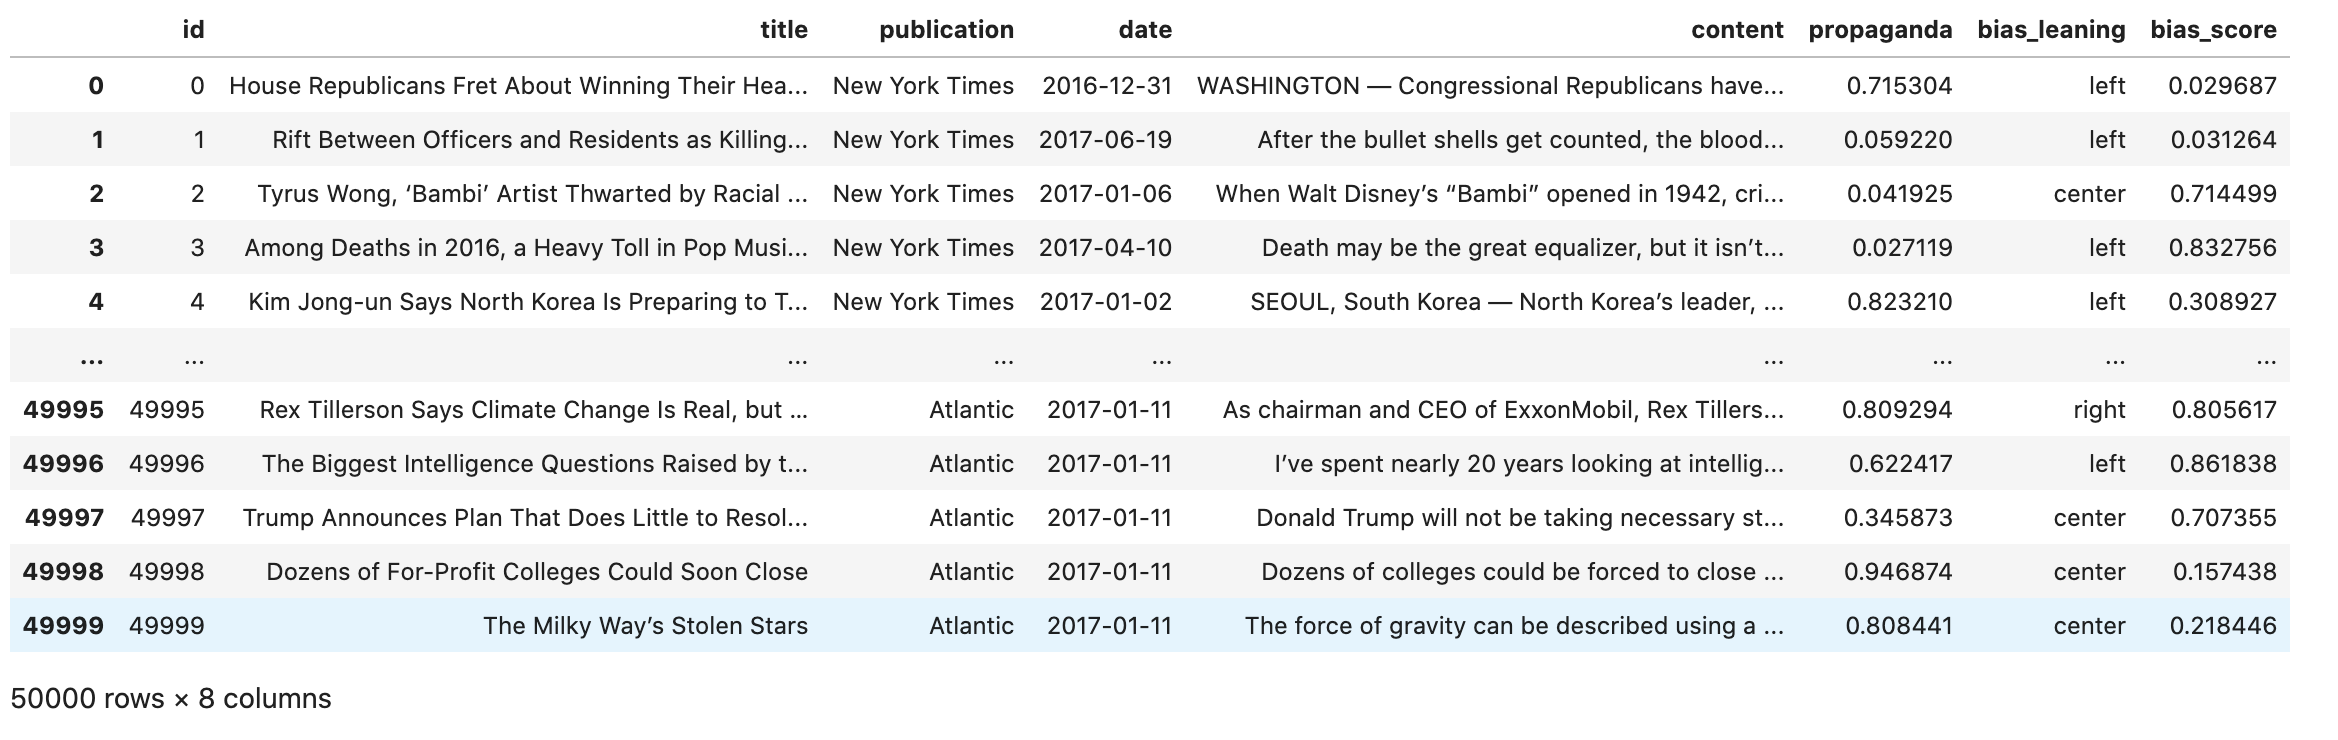 id title publication date content propaganda bias_leaning bias_score
0 0 House Republicans Fret About Winning Their Hea... New York Times 2016-12-31 WASHINGTON — Congressional Republicans have... 0.715304 left 0.029687
1 1 Rift Between Officers and Residents as Killing... New York Times 2017-06-19 After the bullet shells get counted, the blood... 0.059220 left 0.031264
2 2 Tyrus Wong, ‘Bambi’ Artist Thwarted by Racial ... New York Times 2017-01-06 When Walt Disney’s “Bambi” opened in 1942, cri... 0.041925 center 0.714499
3 3 Among Deaths in 2016, a Heavy Toll in Pop Musi... New York Times 2017-04-10 Death may be the great equalizer, but it isn’t... 0.027119 left 0.832756
4 4 Kim Jong-un Says North Korea Is Preparing to T... New York Times 2017-01-02 SEOUL, South Korea — North Korea’s leader, ... 0.823210 left 0.308927
... ... ... ... ... ... ... ... ...
49995 49995 Rex Tillerson Says Climate Change Is Real, but ... Atlantic 2017-01-11 As chairman and CEO of ExxonMobil, Rex Tillers... 0.809294 right 0.805617
49996 49996 The Biggest Intelligence Questions Raised by t... Atlantic 2017-01-11 I’ve spent nearly 20 years looking at intellig... 0.622417 left 0.861838
49997 49997 Trump Announces Plan That Does Little to Resol... Atlantic 2017-01-11 Donald Trump will not be taking necessary st... 0.345873 center 0.707355
49998 49998 Dozens of For-Profit Colleges Could Soon Close Atlantic 2017-01-11 Dozens of colleges could be forced to close ... 0.946874 center 0.157438
49999 49999 The Milky Way’s Stolen Stars Atlantic 2017-01-11 The force of gravity can be described using a ... 0.808441 center 0.218446
50000 rows × 8 columns